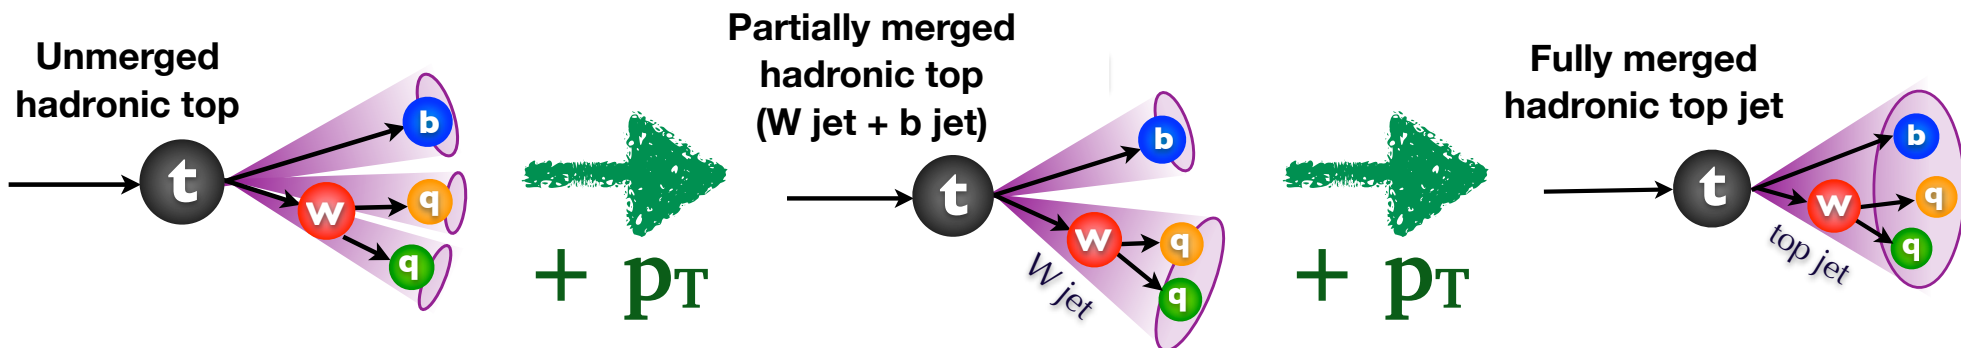 Unmerged
hadronic top
t
b
w
q
q
+ pT
Partially merged
hadronic top
(W jet + b jet)
t
b
w
q
q
W jet
+ pT
Fully merged
hadronic top jet
t
b
w
q
q
top jet